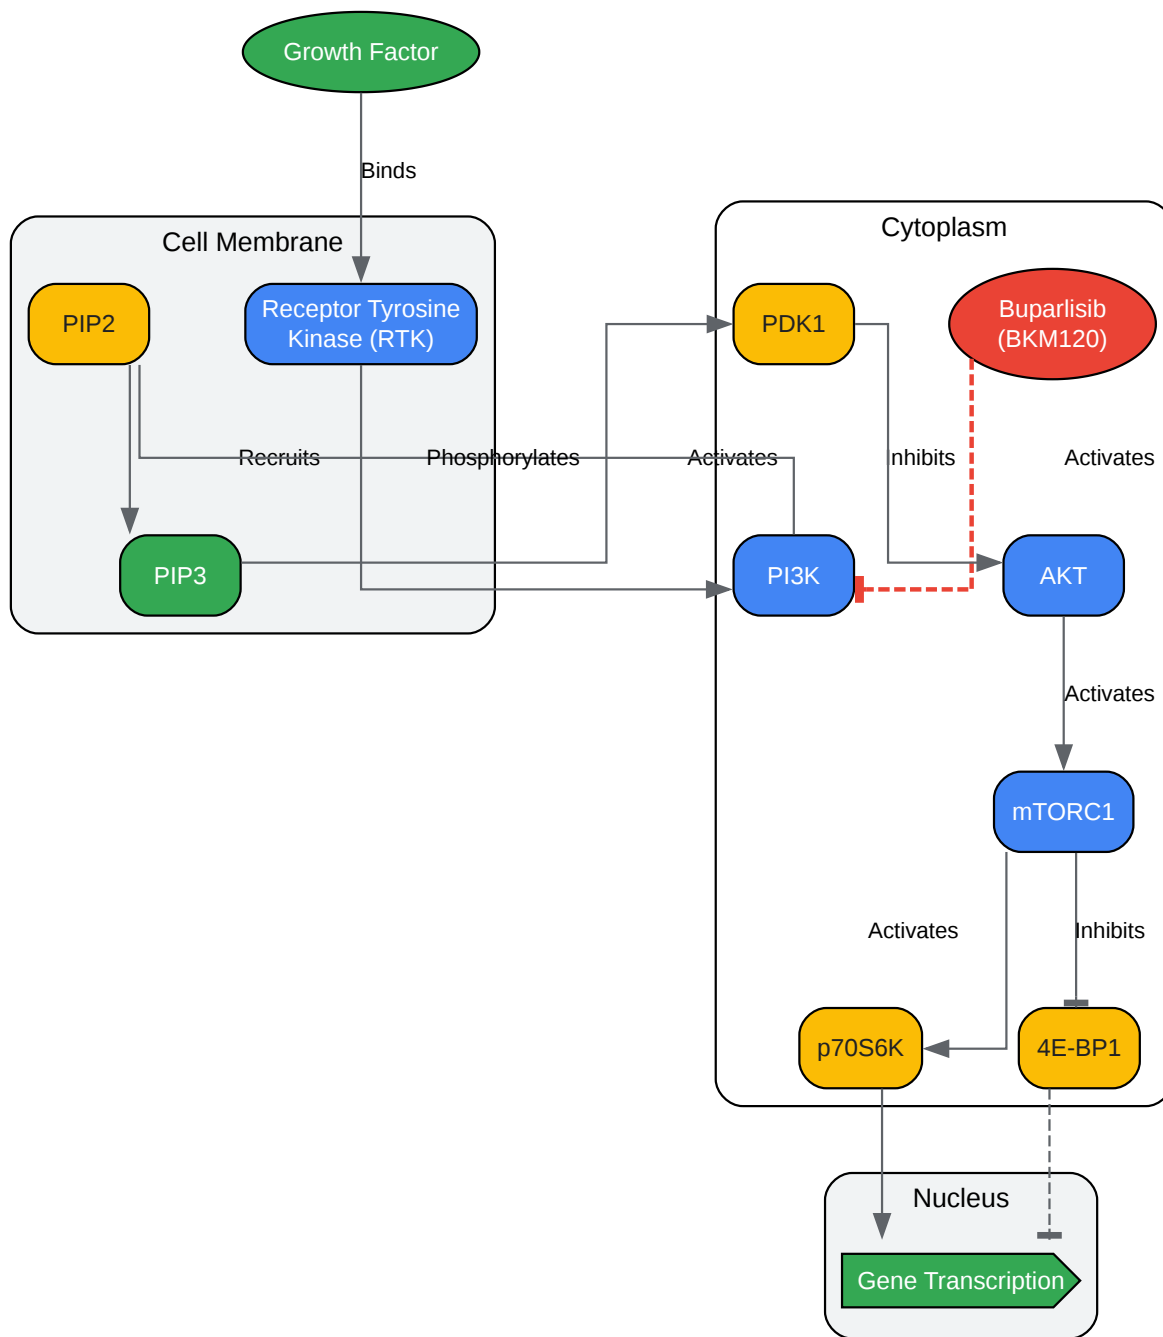 Growth Factor
Binds
Cell Membrane
Cytoplasm
PIP2
Receptor Tyrosine
Kinase (RTK)
PDK1
Buparlisib
(BKM120)
Recruits
Phosphorylates
Activates
Inhibits
Activates
PIP3
PI3K
AKT
Activates
mTORC1
Activates
Inhibits
p70S6K
4E-BP1
Nucleus
Gene Transcription